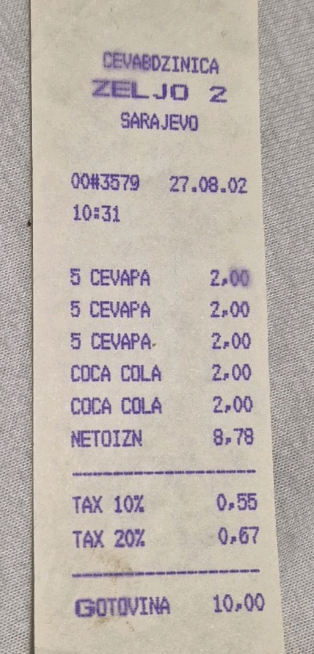 CEVABDZINICA
ZELJO 2
SARAJEVO
00#3579 27.08.02
10:31
5 CEVAPA 2,00
5 CEVAPA 2,00
5 CEVAPA 2,00
COCA COLA 2,00
COCA COLA 2,00
NETOIZN 8,78
TAX 10% 0,55
TAX 20% 0,67
GOTOVINA 10,00